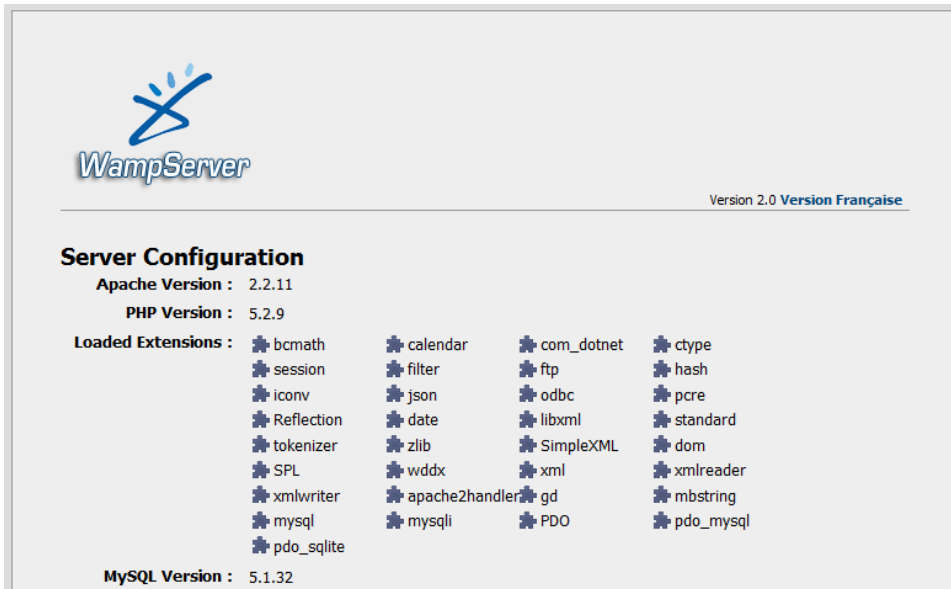 WampServer
Version 2.0 Version Française
Server Configuration
Apache Version : 2.2.11
PHP Version : 5.2.9
Loaded Extensions : bcmath calendar com_dotnet ctype
session filter ftp hash
iconv json odbc pcre
Reflection date libxml standard
tokenizer zlib SimpleXML dom
SPL wddx xml xmlreader
xmlwriter apache2handler gd mbstring
mysql mysqli PDO pdo_mysql
pdo_sqlite
MySQL Version : 5.1.32